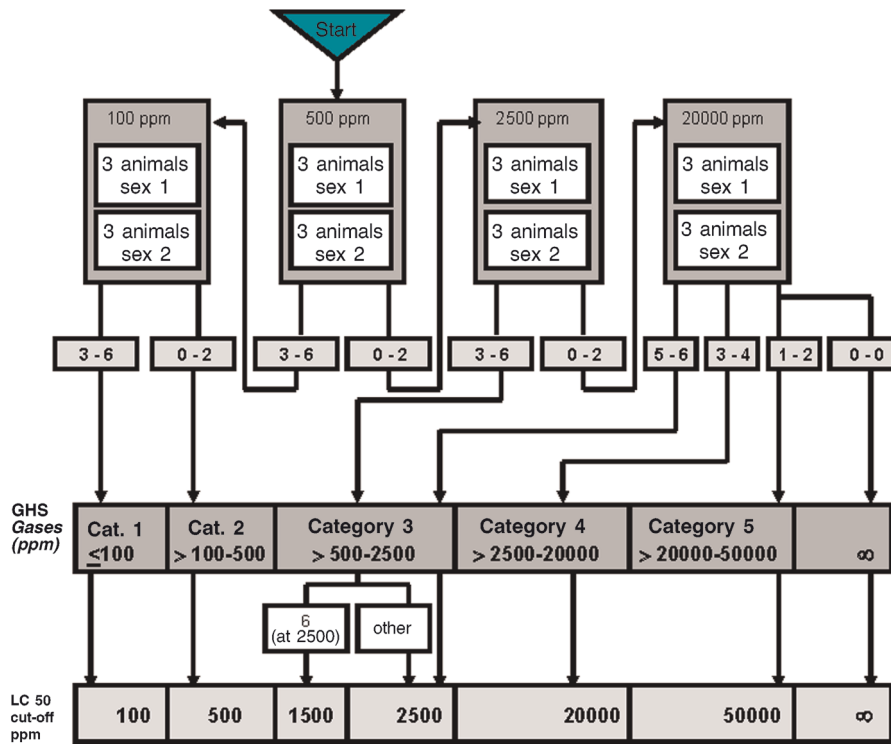 Start
100 ppm
500 ppm
2500 ppm
20000 ppm
3 animals
sex 1
3 animals
sex 1
3 animals
sex 1
3 animals
sex 1
3 animals
sex 2
3 animals
sex 2
3 animals
sex 2
3 animals
sex 2
3 - 6
0 - 2
3 - 6
0 - 2
3 - 6
0 - 2
5 - 6
3 - 4
1 - 2
0 - 0
GHS
Gases
(ppm)
Cat. 1
≤100
Cat. 2
> 100-500
Category 3
> 500-2500
Category 4
> 2500-20000
Category 5
> 20000-50000
∞
6
(at 2500)
other
LC 50
cut-off
ppm
100
500
1500
2500
20000
50000
∞